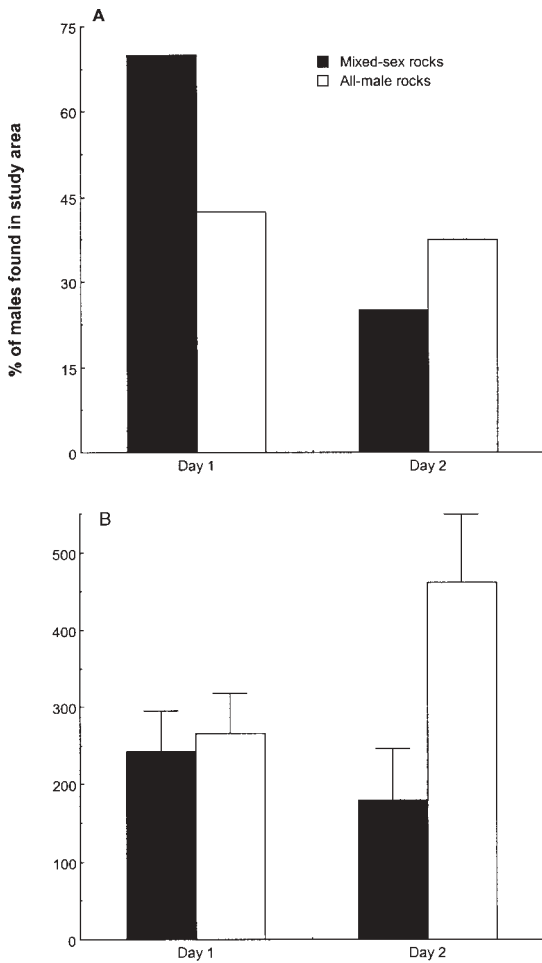 A
% of males found in study area
75
60
45
30
15
0
Mixed-sex rocks
All-male rocks
Day 1 Day 2
B
500
400
300
200
100
0
Day 1 Day 2